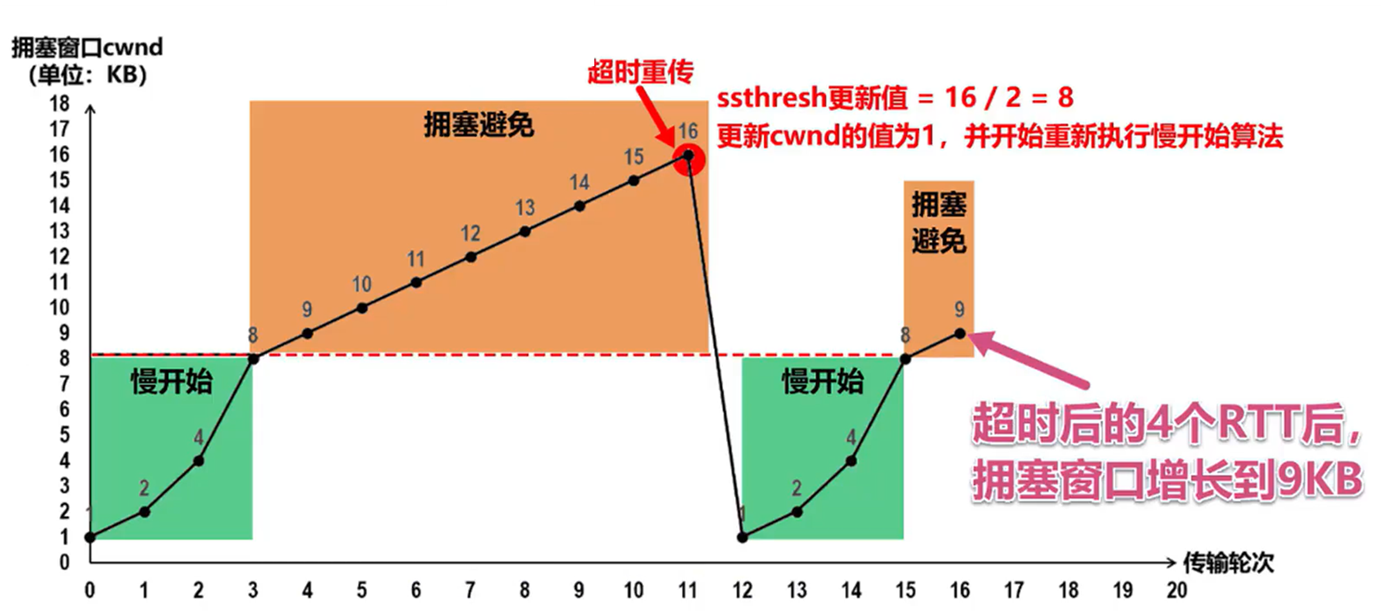 拥塞窗口cwnd
(单位：KB)
18
17
16
15
14
13
12
11
10
9
8
7
6
5
4
3
2
1
0
超时重传
ssthresh更新值 = 16 / 2 = 8
更新cwnd的值为1，并开始重新执行慢开始算法
拥塞避免
16
15
14
13
12
11
10
9
8
慢开始
4
2
1
拥塞
避免
9
8
慢开始
4
2
1
超时后的4个RTT后，
拥塞窗口增长到9KB
传输轮次
0 1 2 3 4 5 6 7 8 9 10 11 12 13 14 15 16 17 18 19 20